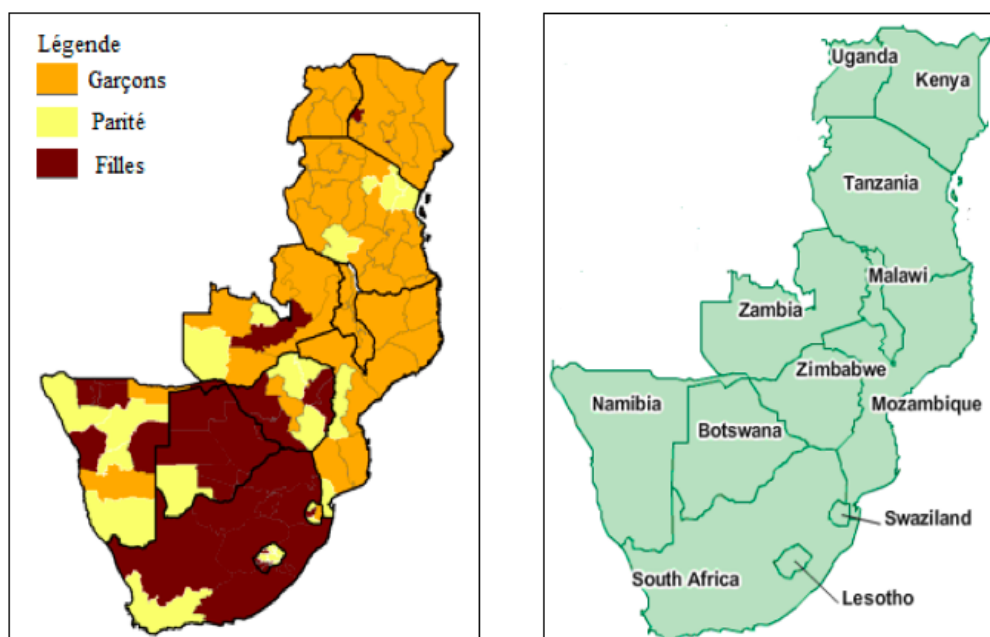 Légende
Garçons
Parité
Filles
Uganda
Kenya
Tanzania
Malawi
Zambia
Zimbabwe
Namibia
Mozambique
Botswana
Swaziland
South Africa
Lesotho